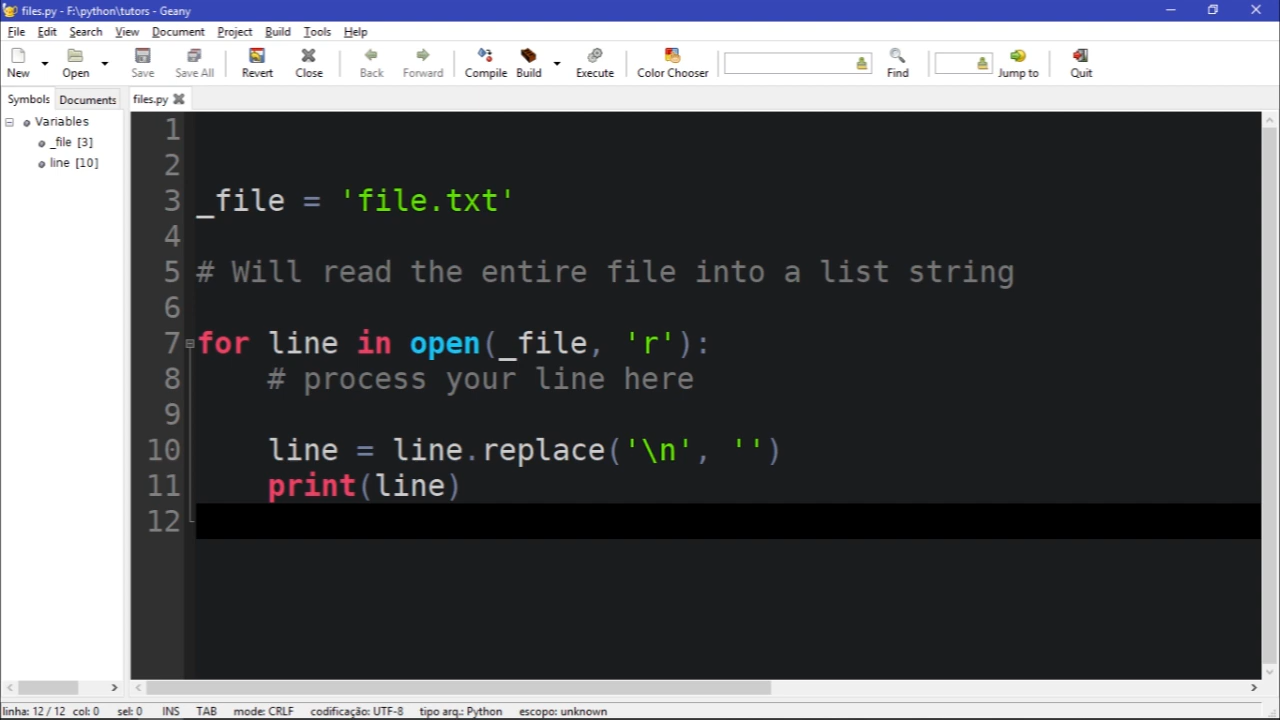 files.py - F:\python\tutors - Geany
File Edit Search View Document Project Build Tools Help
New Open Save Save All Revert Close Back Forward Compile Build Execute Color Chooser Find Jump to Quit
Symbols Documents files.py
Variables
_file [3]
line [10]
1
2
3 _file = 'file.txt'
4
5 # Will read the entire file into a list string
6
7 for line in open(_file, 'r'):
8     # process your line here
9
10     line = line.replace('\n', '')
11     print(line)
12
linha: 12 / 12 col: 0 sel: 0 INS TAB mode: CRLF codificação: UTF-8 tipo arq.: Python escopo: unknown